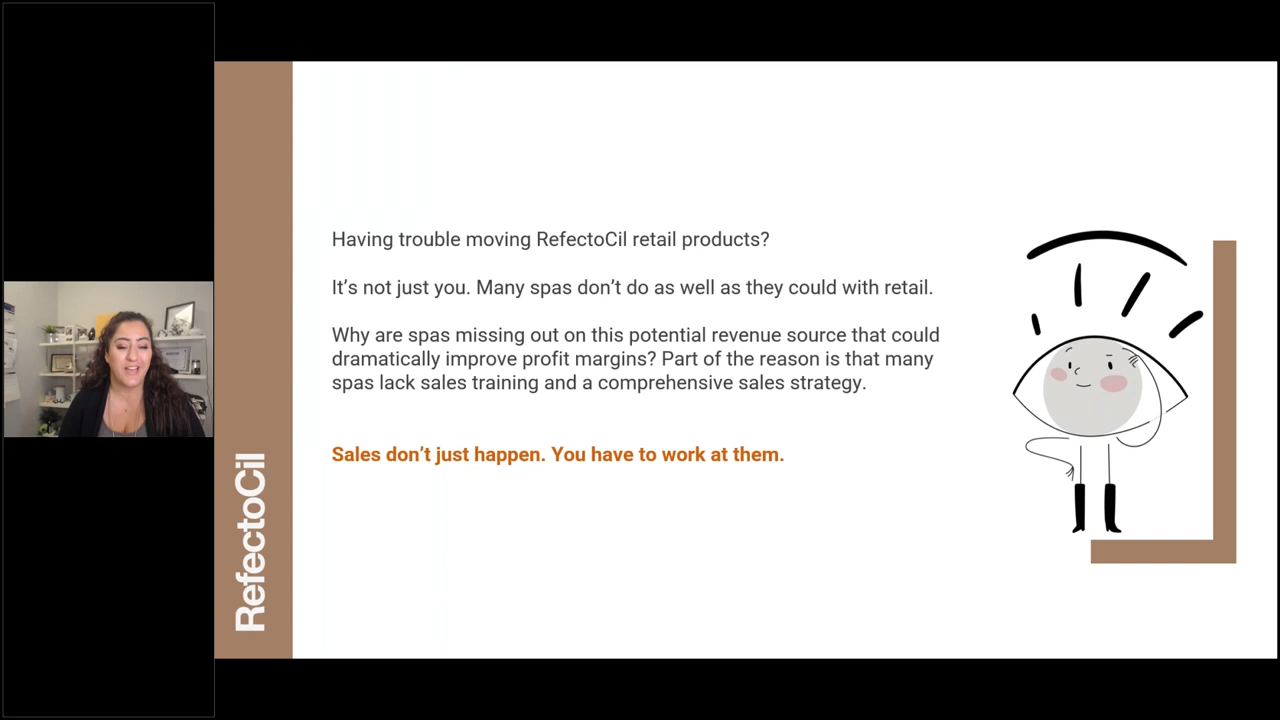 Having trouble moving RefectoCil retail products?
It’s not just you. Many spas don’t do as well as they could with retail.
Why are spas missing out on this potential revenue source that could
dramatically improve profit margins? Part of the reason is that many
spas lack sales training and a comprehensive sales strategy.
Sales don’t just happen. You have to work at them.
RefectoCil